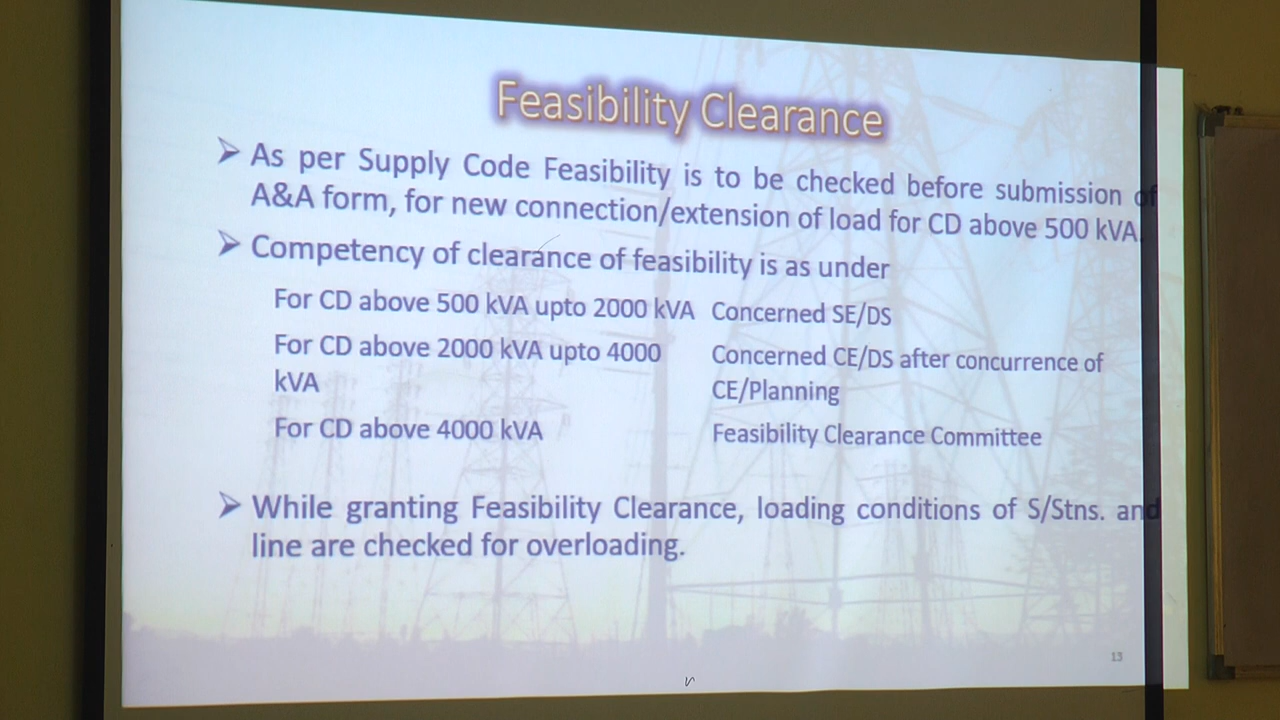 Feasibility Clearance
➢ As per Supply Code Feasibility is to be checked before submission of
A&A form, for new connection/extension of load for CD above 500 kVA.
➢ Competency of clearance of feasibility is as under
For CD above 500 kVA upto 2000 kVA Concerned SE/DS
For CD above 2000 kVA upto 4000 Concerned CE/DS after concurrence of
kVA CE/Planning
For CD above 4000 kVA Feasibility Clearance Committee
➢ While granting Feasibility Clearance, loading conditions of S/Stns. and
line are checked for overloading.
13